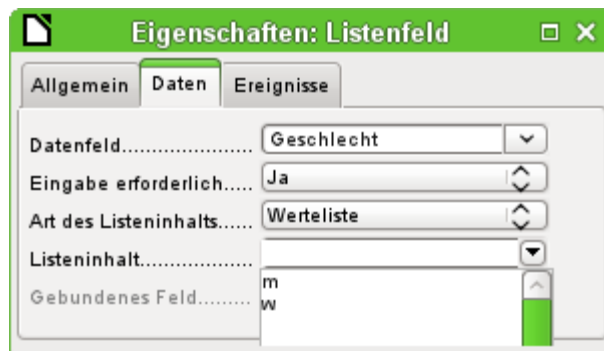 Eigenschaften: Listenfeld
Allgemein Daten Ereignisse
Datenfeld...................... Geschlecht
Eingabe erforderlich..... Ja
Art des Listeninhalts...... Werteliste
Listeninhalt...................
m
Gebundenes Feld......... w